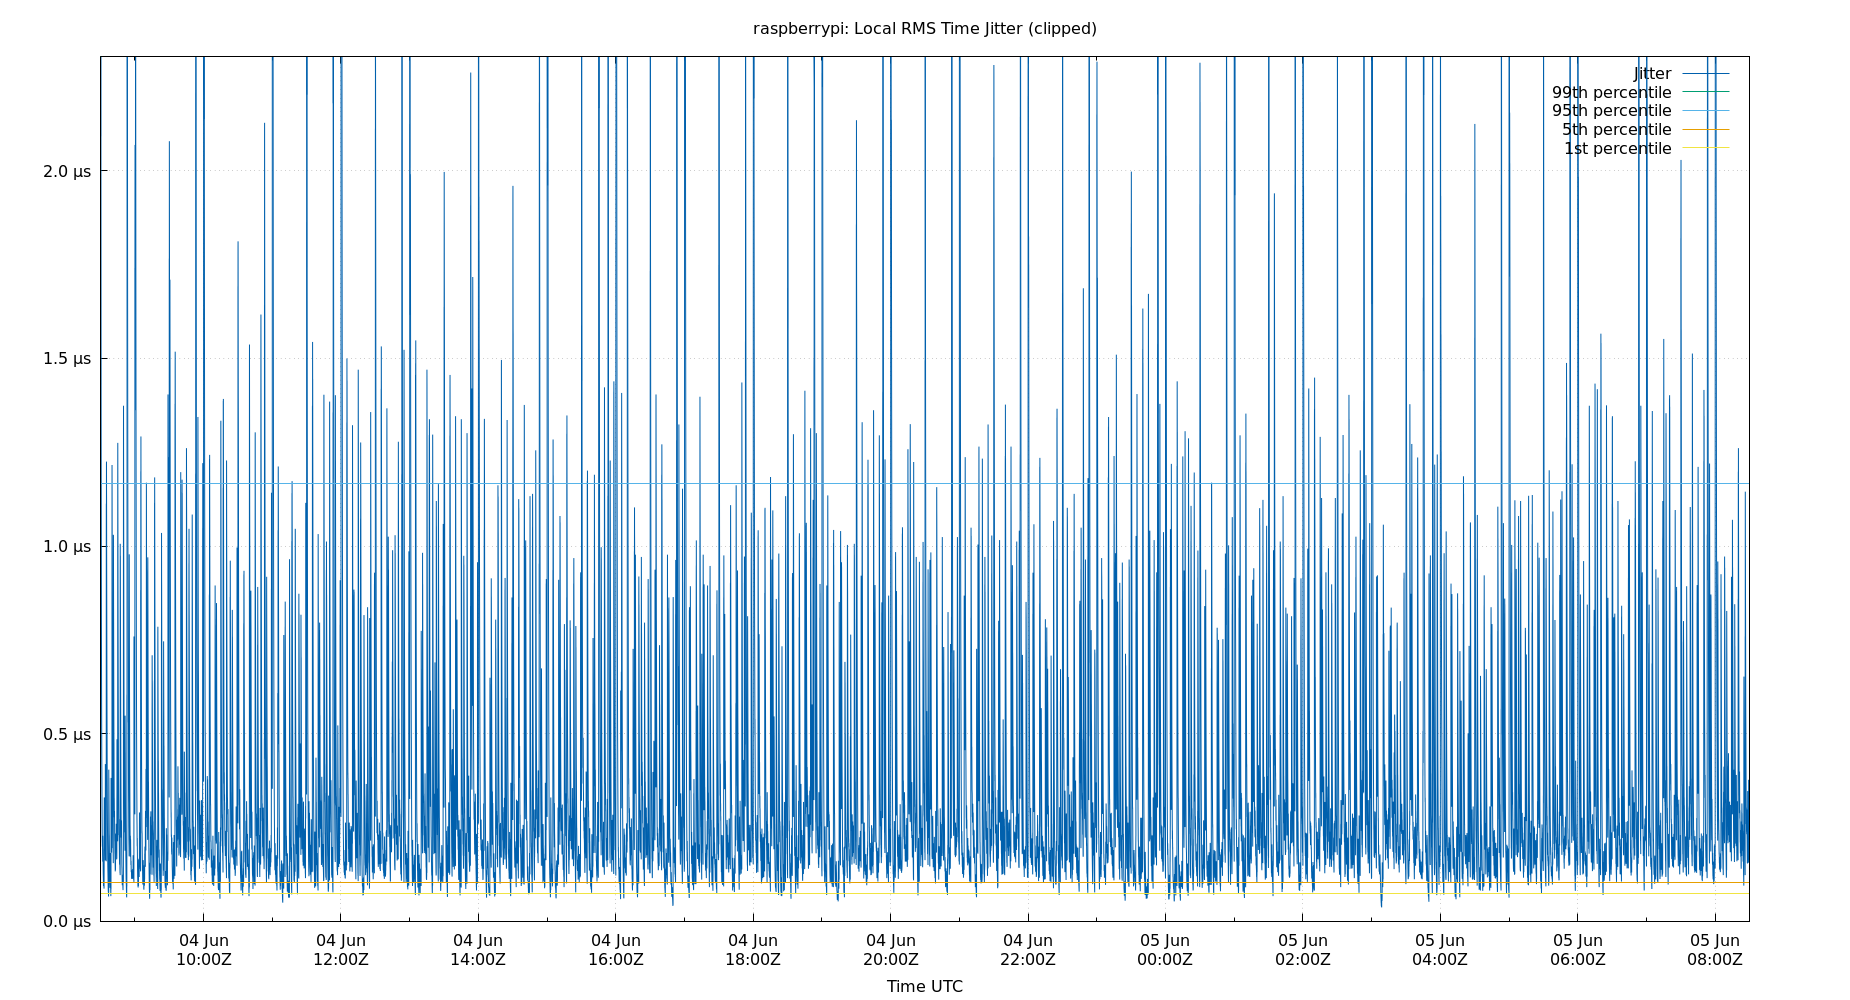 raspberrypi: Local RMS Time Jitter (clipped)
Jitter
99th percentile
95th percentile
5th percentile
1st percentile
2.0 μs
1.5 μs
1.0 μs
0.5 μs
0.0 μs
04 Jun 04 Jun 04 Jun 04 Jun 04 Jun 04 Jun 04 Jun 05 Jun 05 Jun 05 Jun 05 Jun 05 Jun
10:00Z 12:00Z 14:00Z 16:00Z 18:00Z 20:00Z 22:00Z 00:00Z 02:00Z 04:00Z 06:00Z 08:00Z
Time UTC